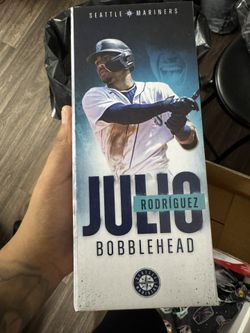 SEATTLE MARINERS
JULIO
RODRÍGUEZ
BOBBLEHEAD